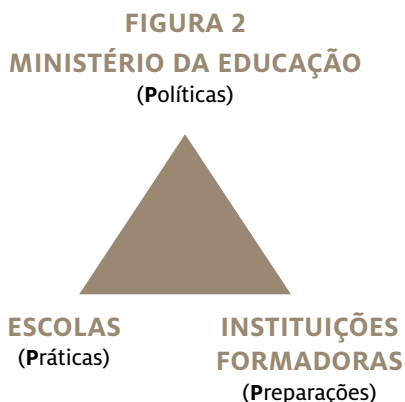 FIGURA 2
MINISTÉRIO DA EDUCAÇÃO
(Políticas)
ESCOLAS
(Práticas)
INSTITUIÇÕES
FORMADORAS
(Preparações)